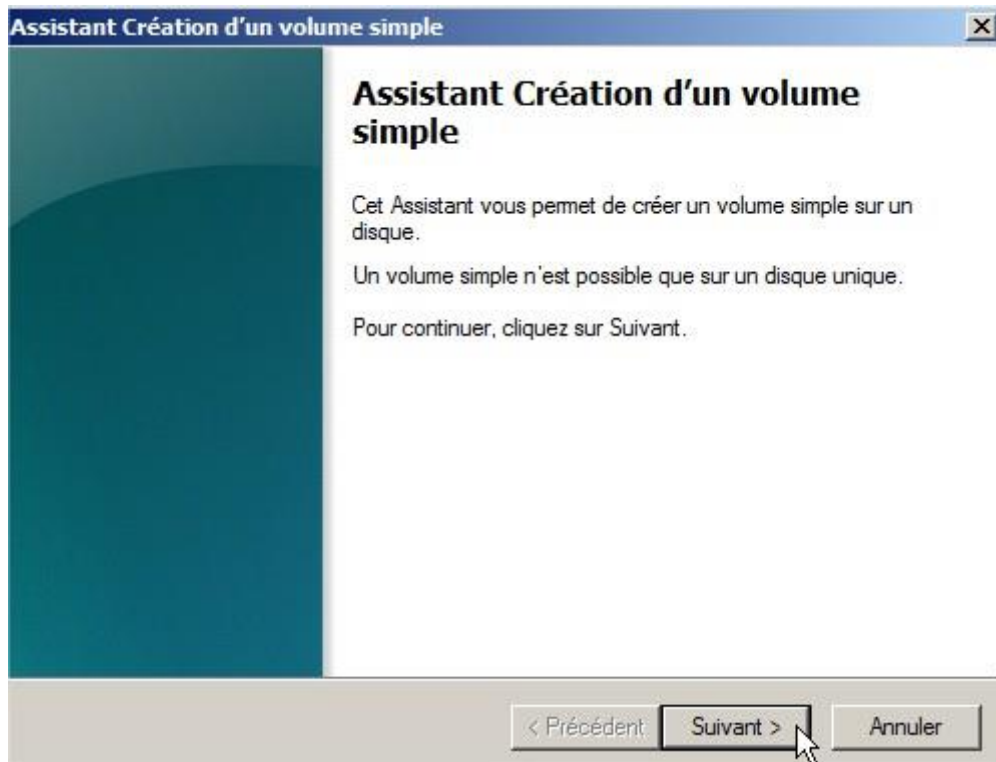 Assistant Création d'un volume simple
Assistant Création d'un volume
simple
Cet Assistant vous permet de créer un volume simple sur un
disque.
Un volume simple n'est possible que sur un disque unique.
Pour continuer, cliquez sur Suivant.
< Précédent Suivant > Annuler